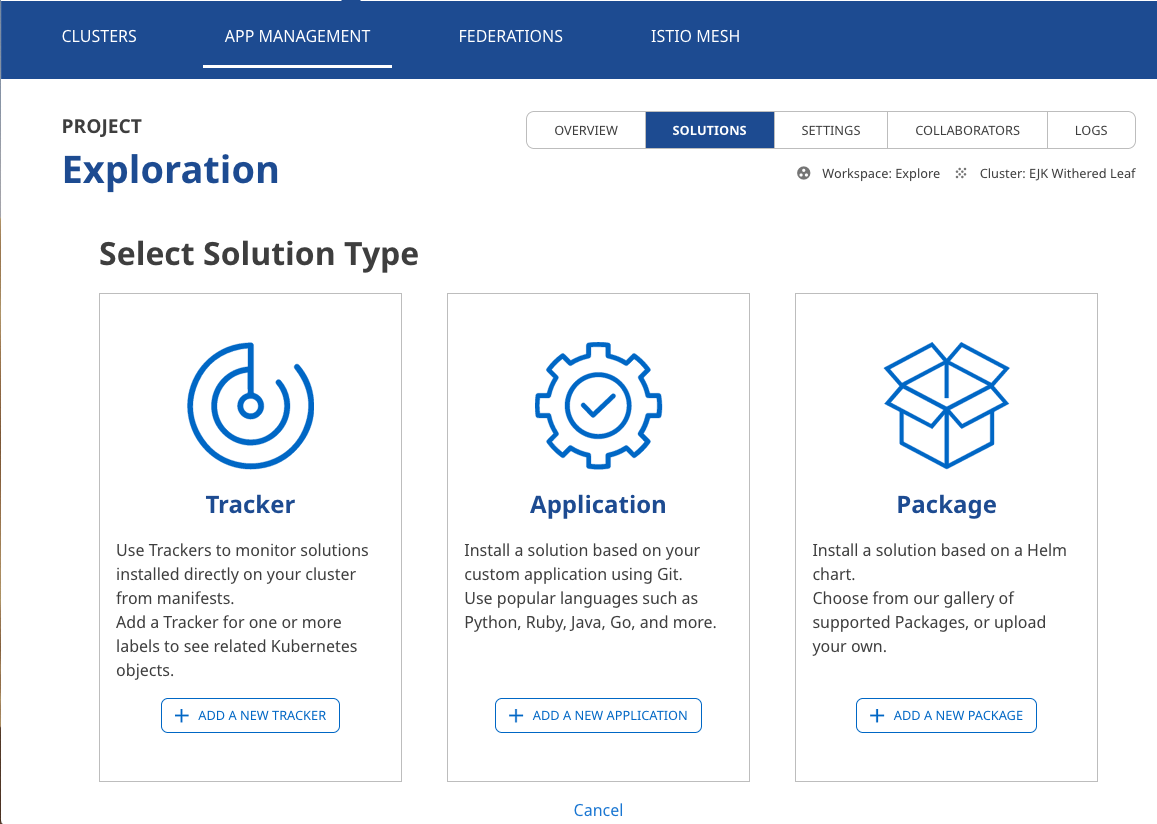 CLUSTERS
APP MANAGEMENT
FEDERATIONS
ISTIO MESH
PROJECT
Exploration
OVERVIEW
SOLUTIONS
SETTINGS
COLLABORATORS
LOGS
Workspace: Explore
Cluster: EJK Withered Leaf
Select Solution Type
Tracker
Use Trackers to monitor solutions
installed directly on your cluster
from manifests.
Add a Tracker for one or more
labels to see related Kubernetes
objects.
ADD A NEW TRACKER
Application
Install a solution based on your
custom application using Git.
Use popular languages such as
Python, Ruby, Java, Go, and more.
ADD A NEW APPLICATION
Package
Install a solution based on a Helm
chart.
Choose from our gallery of
supported Packages, or upload
your own.
ADD A NEW PACKAGE
Cancel